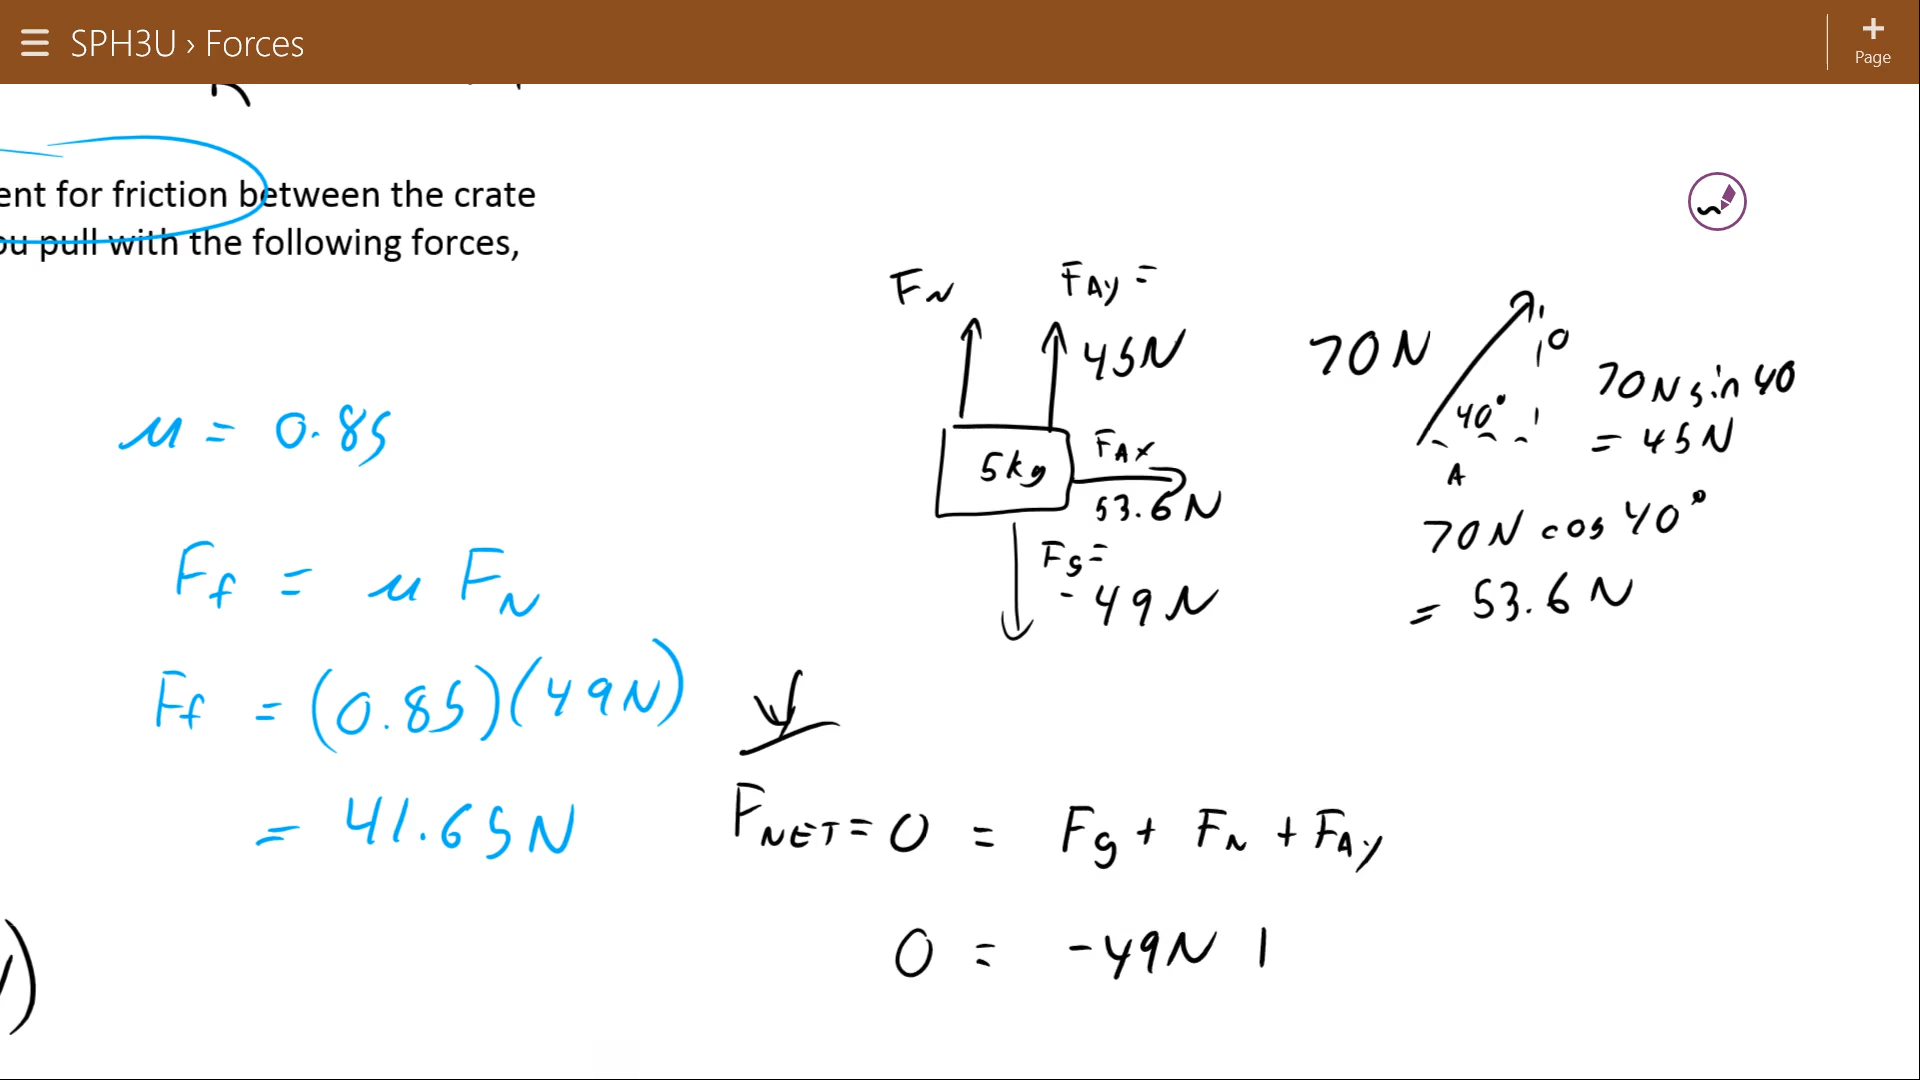 SPH3U › Forces
+
Page
ent for friction between the crate
ou pull with the following forces,
μ = 0.85
Ff = μ FN
Ff = (0.85)(49N)
= 41.65N
FN
FAy =
45N
5kg
FAx
53.6N
Fg=
-49N
70N
40°
O
A
70N sin 40
= 45N
70N cos 40°
= 53.6N
FNET = 0 = Fg + FN + FAy
0 = -49N